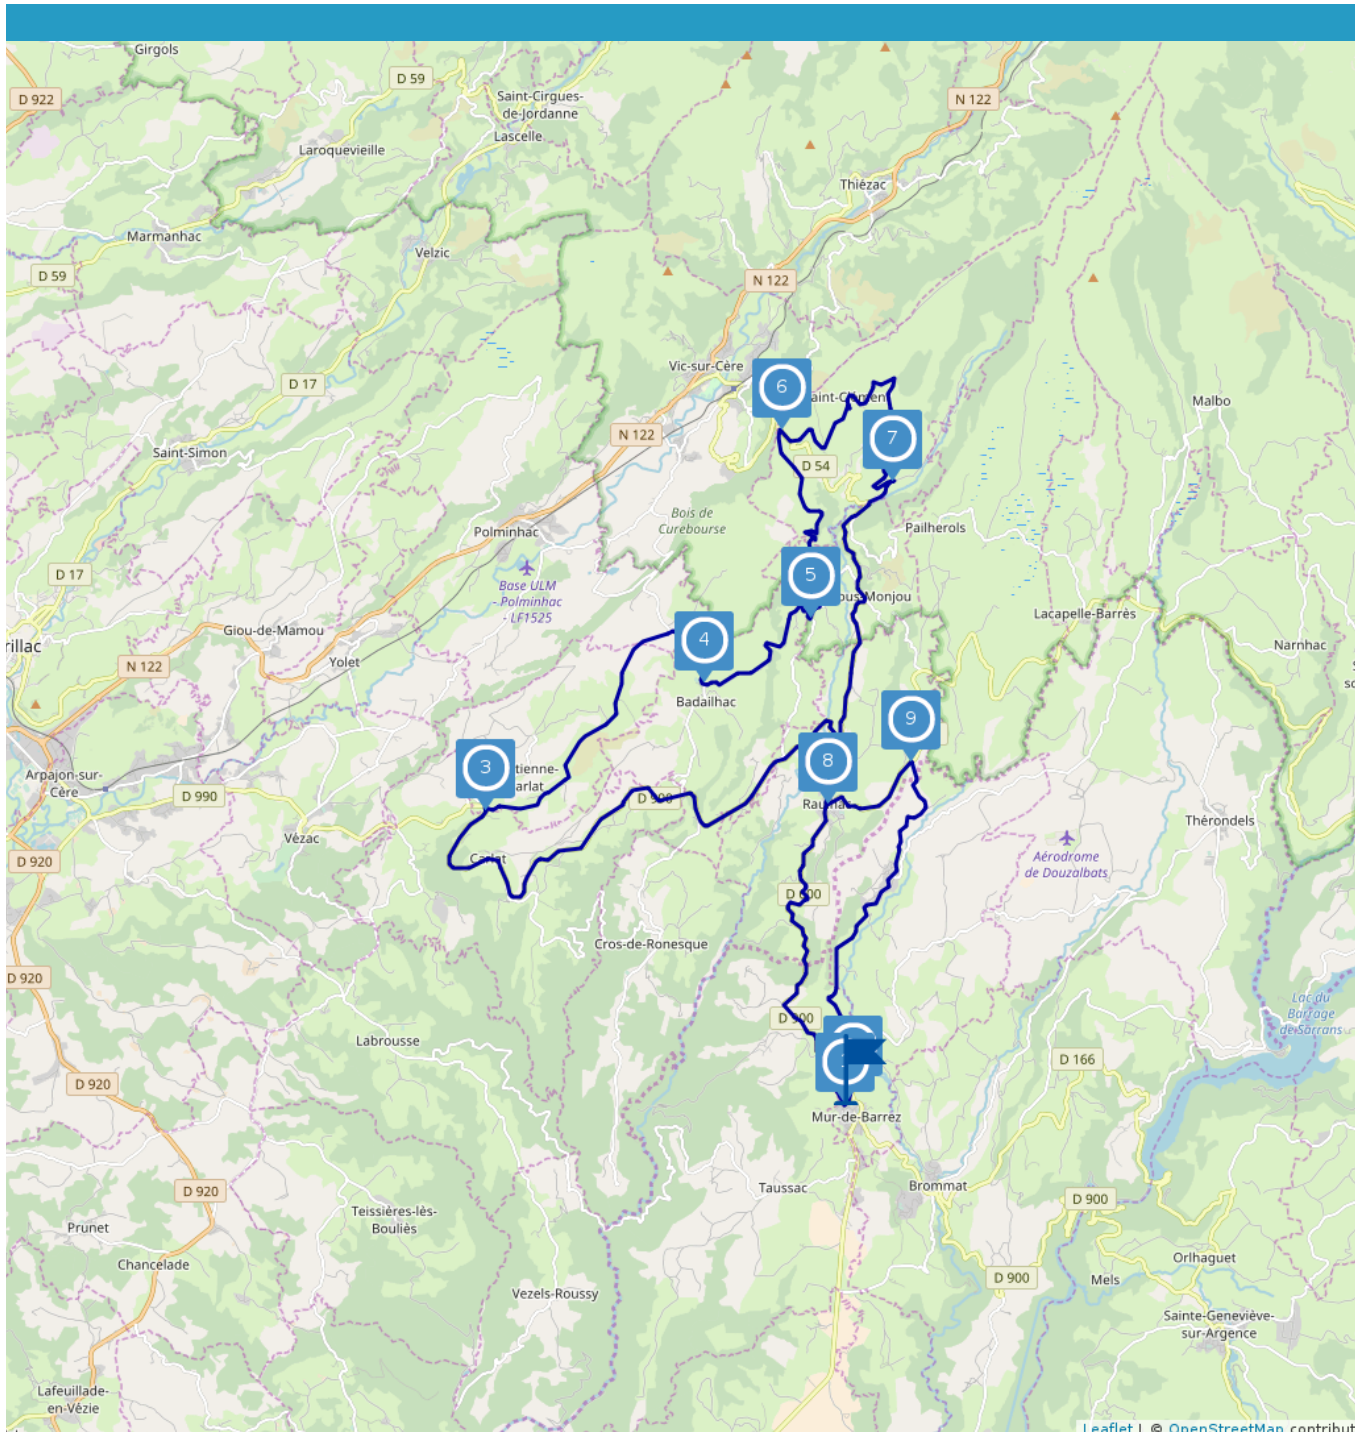 Girgols
D 59
D 922
Saint-Cirgues-
de-Jordanne
N 122
Lascelle
Laroquevieille
Thiézac
Marmanhac
Velzic
D 59
N 122
Vic-sur-Cère
D 17
6
Malbo
N 122
7
Saint-Simon
D 54
Bois de
Curebourse
Pailherols
Polminhac
D 17
5
Base ULM
- Polminhac
- LF1525
Lacapelle-Barrès
Giou-de-Mamou
4
Narnhac
Yolet
N 122
Badailhac
9
3
8
Arpajon-sur-
Cère
D 990
Thérondels
Vézac
D 920
Aérodrome
de Douzalbats
Cros-de-Ronesque
D 920
Lac du
Barrage
de Sarrans
D 900
Labrousse
D 166
D 920
Mur-de-Barrez
Taussac
Brommat
D 920
D 900
Teissières-lès-
Bouliès
Prunet
Orlhaguet
Chancelade
D 900
Mels
Vezels-Roussy
Sainte-Geneviève-
sur-Argence
Lafeuillade-
en-Vézie
Leaflet | © OpenStreetMap contribut